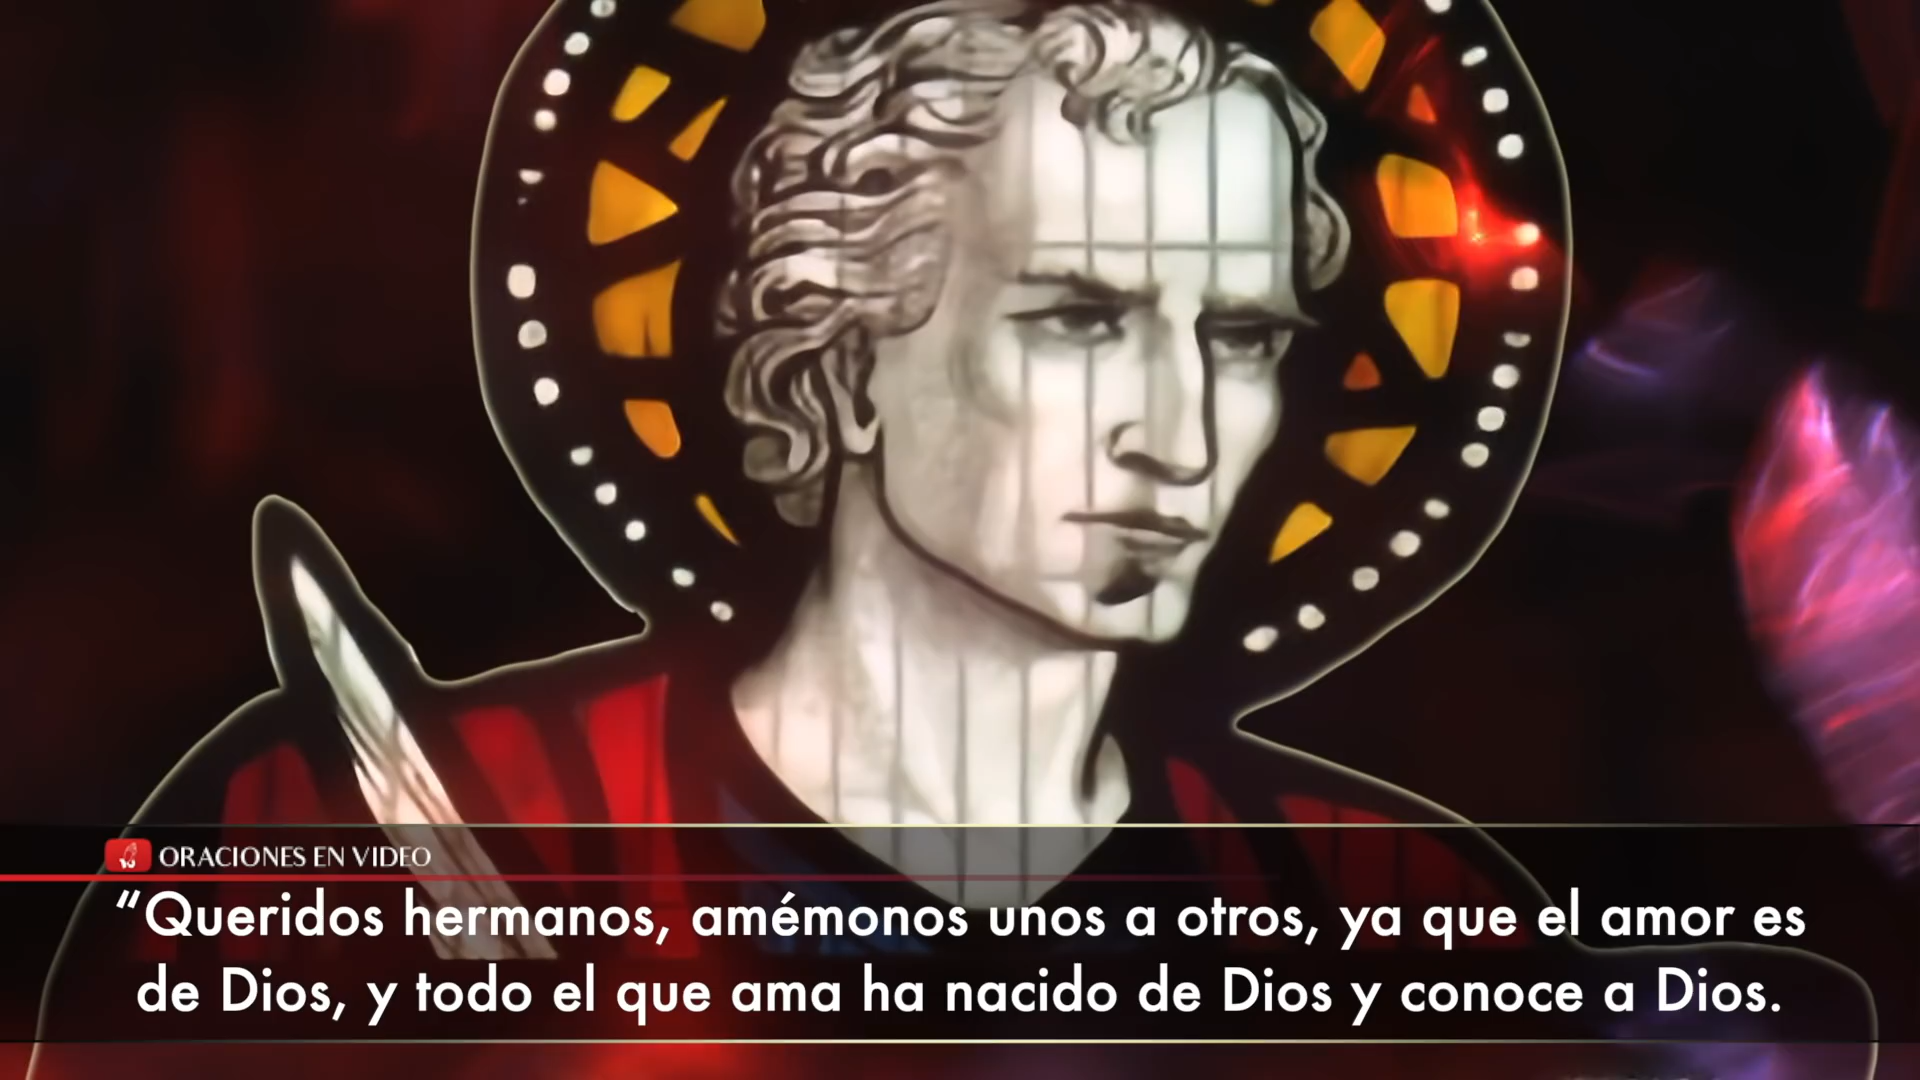 ORACIONES EN VIDEO
“Queridos hermanos, amémonos unos a otros, ya que el amor es
de Dios, y todo el que ama ha nacido de Dios y conoce a Dios.